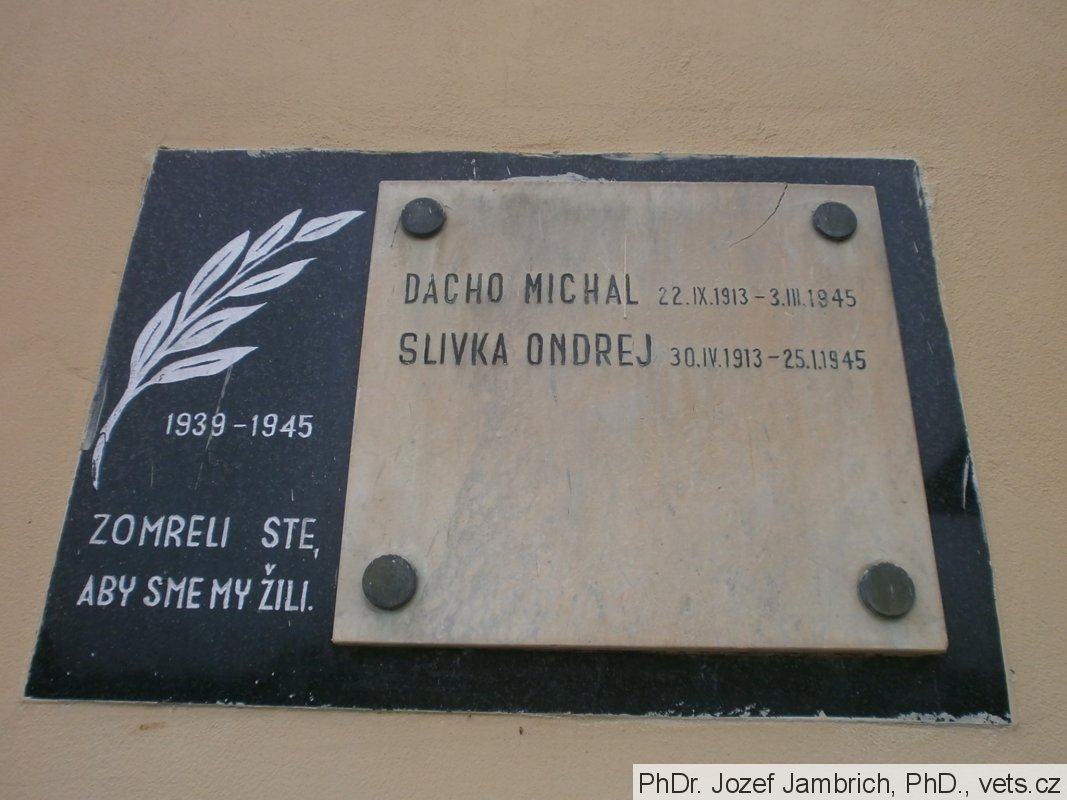 1939-1945
ZOMRELI STE,
ABY SME MY ŽILI.
DACHO MICHAL 22.IX.1913-3.III.1945
SLIVKA ONDREJ 30.IV.1913-25.1.1945
PhDr. Jozef Jambrich, PhD., vets.cz